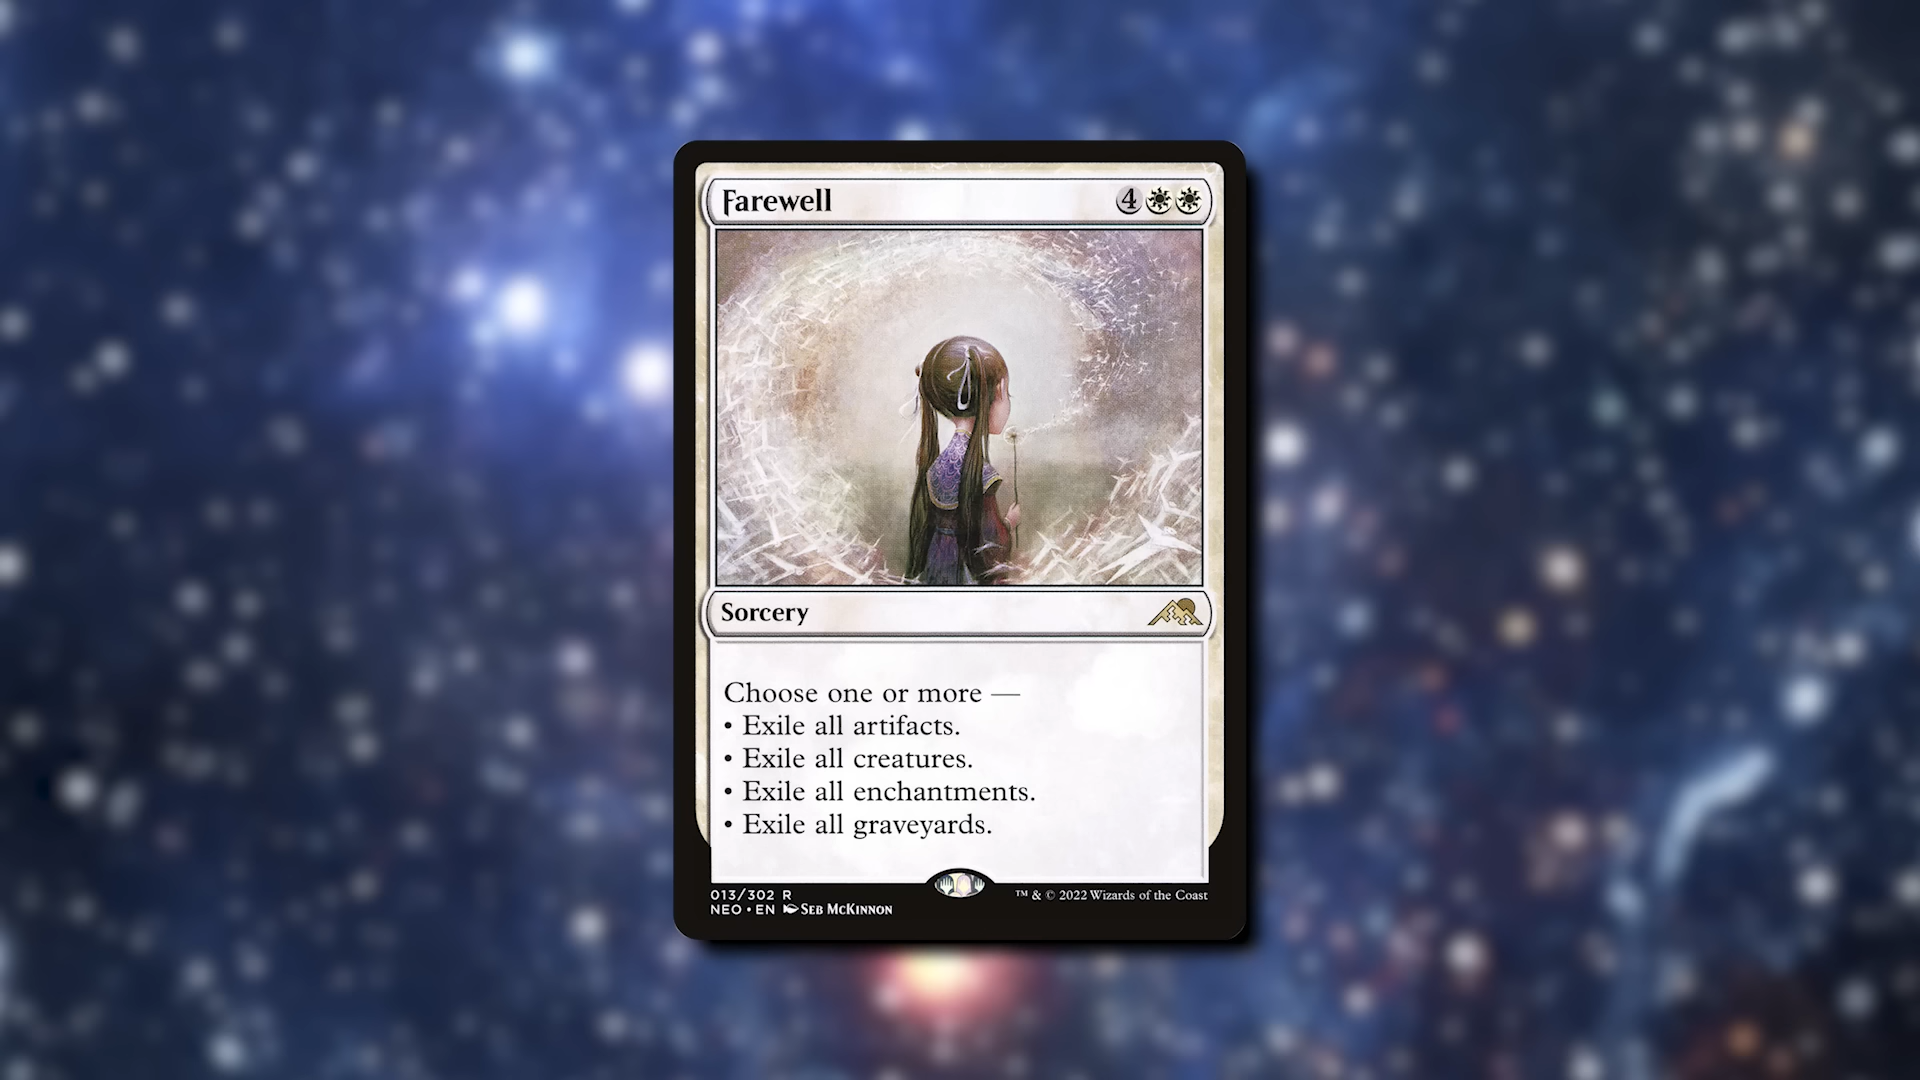 Farewell 4
Sorcery
Choose one or more —
• Exile all artifacts.
• Exile all creatures.
• Exile all enchantments.
• Exile all graveyards.
013/302 R
NEO • EN SEB MCKINNON
™ & © 2022 Wizards of the Coast